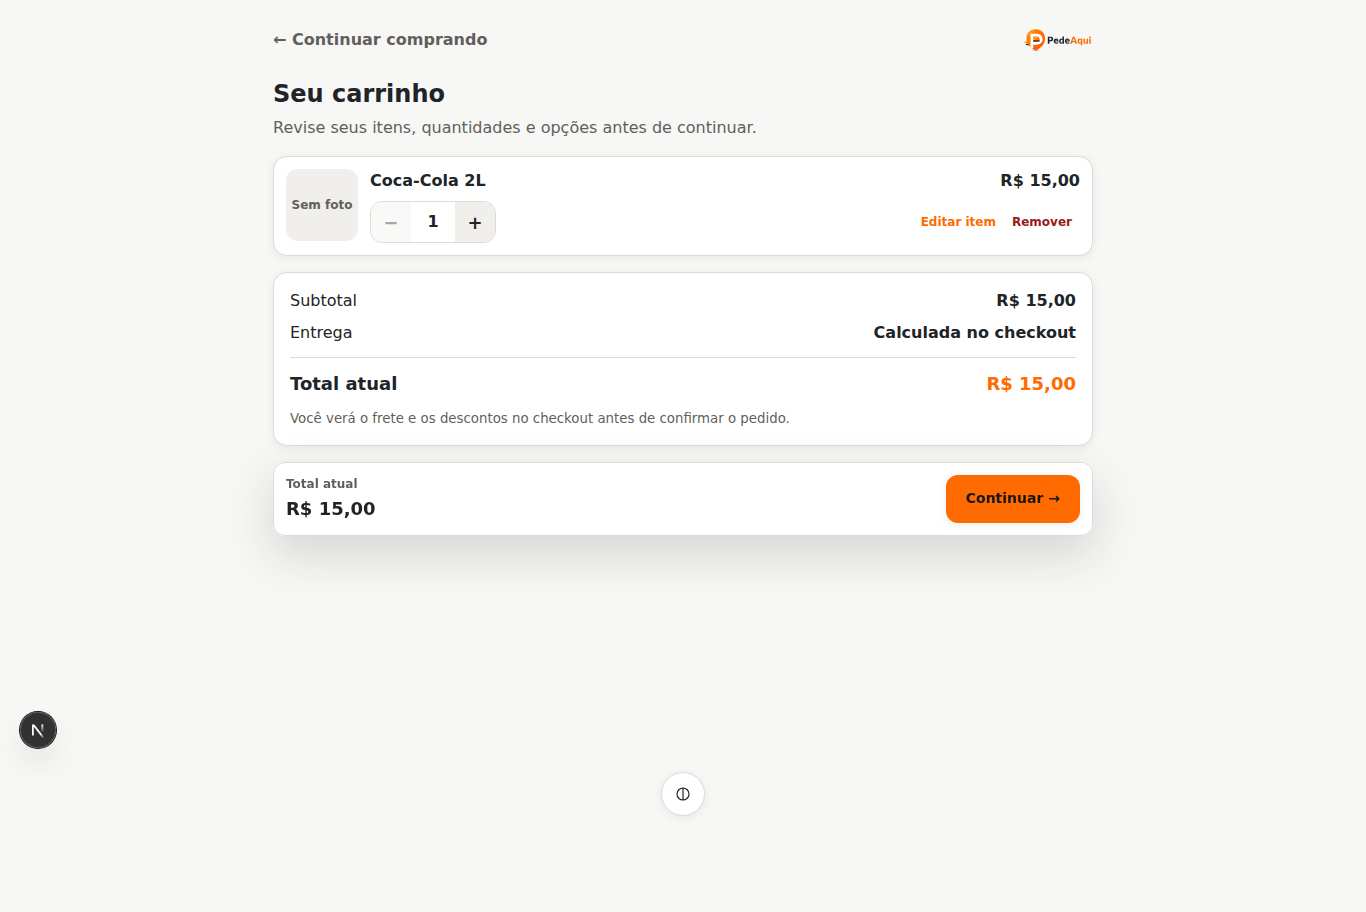 ← Continuar comprando
PedeAqui
Seu carrinho
Revise seus itens, quantidades e opções antes de continuar.
Sem foto
Coca-Cola 2L
R$ 15,00
− 1 +
Editar item
Remover
Subtotal
R$ 15,00
Entrega
Calculada no checkout
Total atual
R$ 15,00
Você verá o frete e os descontos no checkout antes de confirmar o pedido.
Total atual
R$ 15,00
Continuar →
N